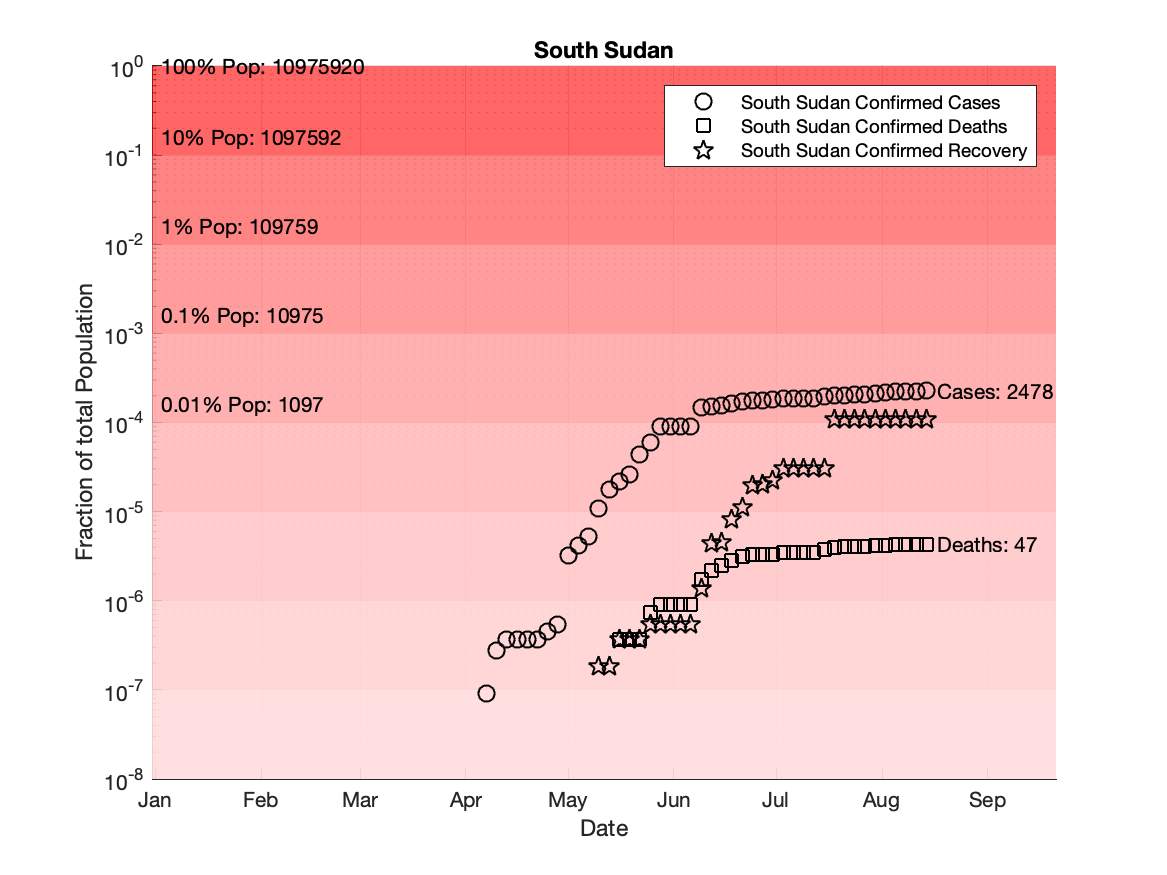 South Sudan
10^0
100% Pop: 10975920
South Sudan Confirmed Cases
South Sudan Confirmed Deaths
South Sudan Confirmed Recovery
10% Pop: 1097592
10^-1
1% Pop: 109759
10^-2
0.1% Pop: 10975
10^-3
0.01% Pop: 1097
10^-4
Cases: 2478
10^-5
Deaths: 47
10^-6
10^-7
10^-8
Fraction of total Population
Jan Feb Mar Apr May Jun Jul Aug Sep
Date